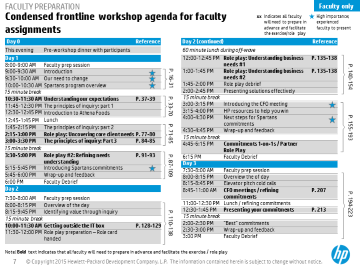 FACULTY PREPARATION
Faculty only
Condensed frontline workshop agenda for faculty assignments
xx Indicates all faculty will need to prepare in advance and facilitate the exercise/role play
High importance, experienced faculty to present
Day 0 Reference
This evening Pre-workshop dinner with participants
Day 1
8:00-9:00 AM Faculty prep session
9:00-9:30 AM Introduction
9:30-10:00 AM Our need to change
10:00-10:30 AM Spartans program overview
15 minute break
10:30-11:30 AM Understanding our expectations P. 37-39
11:45-12:30 PM The principles of inquiry part 1
12:30-12:45 PM Introduction to Athena Foods
12:45-1:45 PM Lunch
1:45-2:15 PM The principles of inquiry part 2
2:15-3:00 PM Role play: Uncovering core client needs P. 77-80
3:00-3:30 PM The principles of inquiry Part 3 P. 84-85
15 minute break
3:30-5:00 PM Role play #2: Refining needs understanding P. 91-93
5:15-5:45 PM Introducing Spartans commitments
5:45-6:00 PM Wrap-up and feedback
6:00 PM Faculty Debrief
Day 2
7:30-8:00 AM Faculty prep session
8:00-8:15 AM Overview of the day
8:15-9:45 PM Identifying value through inquiry
15 minute break
10:00-11:30 AM Getting to the IT box P. 128-129
11:30-12:00 PM Role play preparation – Role card handed
Day 2 (continued) Reference
90 minute Lunch during/off wave
12:00-12:45 PM Role play: Understanding business needs #1 P. 135-138
1:00-1:45 PM Role play: Understanding business needs #2 P. 135-138
1:45-2:00 PM Role play debrief
2:00-2:45 PM Presenting solutions effectively
15 minute break
3:00-3:15 PM Introducing the CFO meeting
3:15-4:00 PM HP resources to help you win
4:00-4:30 PM Next steps for Spartans commitments
4:30-4:45 PM Wrap-up and feedback
15 minute break
4:45-6:15 PM Commitments 1-on-1s / Partner Role Play
6:15 PM Faculty Debrief
Day 3
7:30-8:00 AM Faculty prep session
8:00-8:15 PM Overview of the day
8:15-8:45 PM Elevator pitch cold calls
8:45-11:00 AM CFO meetings / refining commitments P. 207
11:00-12:30 PM Lunch / refining commitments
12:30-1:45 PM Presenting your commitments P. 213
15 minute break
2:00-2:30 PM "Best" commitments
2:30-3:00 PM Wrap-up and feedback
3:00 PM Faculty Debrief
Note: Bold font indicates that all faculty will need to prepare in advance and facilitate the exercise / role play
7 © Copyright 2015 Hewlett-Packard Development Company, L.P. The information contained herein is subject to change without notice.
hp